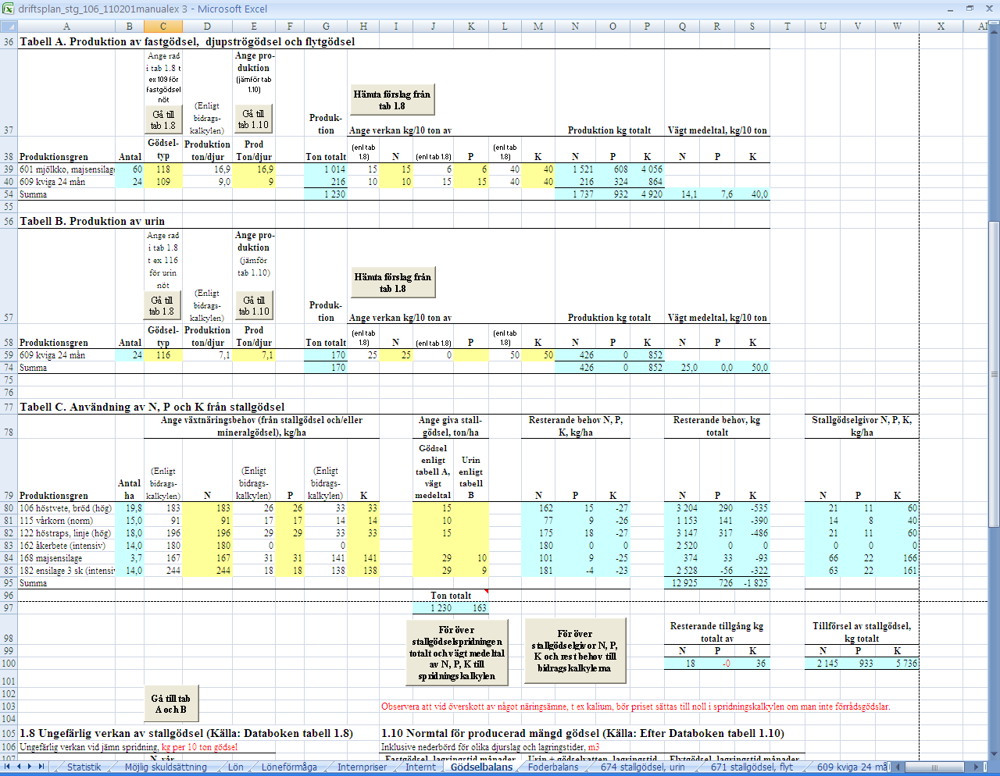 driftsplan_stg_106_110201manualex 3 - Microsoft Excel
A B C D E F G H I J K L M N O P Q R S T U V W X
36 Tabell A. Produktion av fastgödsel, djupströgödsel och flytgödsel
Ange rad i tab 1.8 t ex 109 för fastgödsel nöt
Gå till tab 1.8
(Enligt bidrags-kalkylen)
Ange pro-duktion (jämför tab 1.10)
Gå till tab 1.10
Produk-tion
Hämta förslag från tab 1.8
37 Ange verkan kg/10 ton av Produktion kg totalt Vägt medeltal, kg/10 ton
38 Produktionsgren Antal Gödsel-typ Produktion ton/djur Prod Ton/djur Ton totalt (enl tab 1.8) N (enl tab 1.8) P (enl tab 1.8) K N P K N P K
39 601 mjölkko, majsensilage 60 118 16,9 16,9 1 014 15 15 6 6 40 40 1 521 608 4 056
40 609 kviga 24 mån 24 109 9,0 9 216 10 10 15 15 40 40 216 324 864
54 Summa 1 230 1 737 932 4 920 14,1 7,6 40,0
55
56 Tabell B. Produktion av urin
Ange rad i tab 1.8 t ex 116 för urin nöt
Gå till tab 1.8
(Enligt bidrags-kalkylen)
Ange pro-duktion (jämför tab 1.10)
Gå till tab 1.10
Produk-tion
Hämta förslag från tab 1.8
57 Ange verkan kg/10 ton av Produktion kg totalt Vägt medeltal, kg/10 ton
58 Produktionsgren Antal Gödsel-typ Produktion ton/djur Prod Ton/djur Ton totalt (enl tab 1.8) N (enl tab 1.8) P (enl tab 1.8) K N P K N P K
59 609 kviga 24 mån 24 116 7,1 7,1 170 25 25 0 50 50 426 0 852
74 Summa 170 426 0 852 25,0 0,0 50,0
75
76
77 Tabell C. Användning av N, P och K från stallgödsel
78 Ange växtnäringsbehov (från stallgödsel och/eller mineralgödsel), kg/ha Ange giva stall-gödsel, ton/ha Resterande behov N, P, K, kg/ha Resterande behov, kg totalt Stallgödselgivor N, P, K, kg/ha
79 Produktionsgren Antal ha (Enligt bidrags-kalkylen) N (Enligt bidrags-kalkylen) P (Enligt bidrags-kalkylen) K Gödsel enligt tabell A, vägt medeltal Urin enligt tabell B N P K N P K N P K
80 106 höstvete, bröd (hög) 19,8 183 183 26 26 33 33 15 162 15 -27 3 204 290 -535 21 11 60
81 115 vårkorn (norm) 15,0 91 91 17 17 14 14 10 77 9 -26 1 153 141 -390 14 8 40
82 122 höstraps, linje (hög) 18,0 196 196 29 29 33 33 15 175 18 -27 3 147 317 -486 21 11 60
83 162 åkerbete (intensiv) 14,0 180 180 0 0 180 0 0 2 520 0 0 0 0 0
84 168 majsensilage 3,7 167 167 31 31 141 141 29 10 101 9 -25 374 33 -93 66 22 166
85 182 ensilage 3 sk (intensiv 14,0 244 244 18 18 138 138 29 9 181 -4 -23 2 528 -56 -322 63 22 161
95 Summa 12 925 726 -1 825
96 Ton totalt
97 1 230 163
98 Resterande tillgång kg totalt av Tillförsel av stallgödsel, kg totalt
99 N P K N P K
100 18 -0 36 2 145 933 5 736
För över stallgödselspridningen totalt och vägt medeltal av N, P, K till spridningskalkylen
För över stallgödselgivor N, P, K och rest behov till bidragskalkylerna
101
Gå till tab A och B
102
103 Observera att vid överskott av något näringsämne, t ex kalium, bör priset sättas till noll i spridningskalkylen om man inte förrådsgödslar.
104
105 1.8 Ungefärlig verkan av stallgödsel (Källa: Databoken tabell 1.8) 1.10 Normtal för producerad mängd gödsel (Källa: Efter Databoken tabell 1.10)
106 Ungefärlig verkan vid jämn spridning, kg per 10 ton gödsel Inklusive nederbörd för olika djurslag och lagringstider, m3
107 N, vår Fastgödsel, lagringstid månader Urin + gödselvatten, lagringstid Flytgödsel, lagringstid månader
Statistik Möjlig skuldsättning Lön Löneförmåga Internpriser Internt Gödselbalans Foderbalans 674 stallgödsel, urin 671 stallgödsel, flyt 609 kviga 24 må